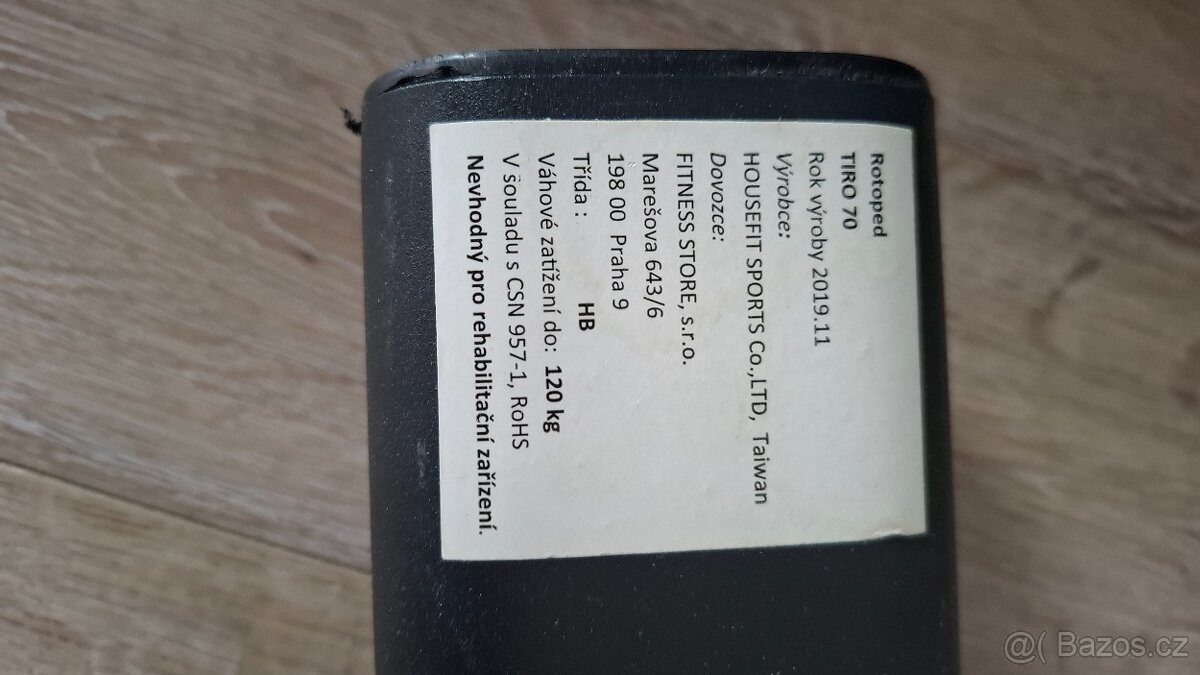 Rotoped
TIRO 70
Rok výroby 2019.11
Výrobce:
HOUSEFIT SPORTS Co.,LTD, Taiwan
Dovozce:
FITNESS STORE, s.r.o.
Marešova 643/6
198 00 Praha 9
Třída : HB
Váhové zatížení do: 120 kg
V souladu s CSN 957-1, RoHS
Nevhodný pro rehabilitační zařízení.
@( Bazos.cz